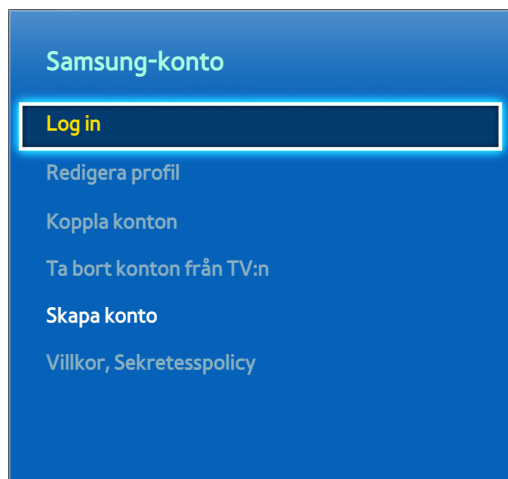 Samsung-konto
Log in
Redigera profil
Koppla konton
Ta bort konton från TV:n
Skapa konto
Villkor, Sekretesspolicy